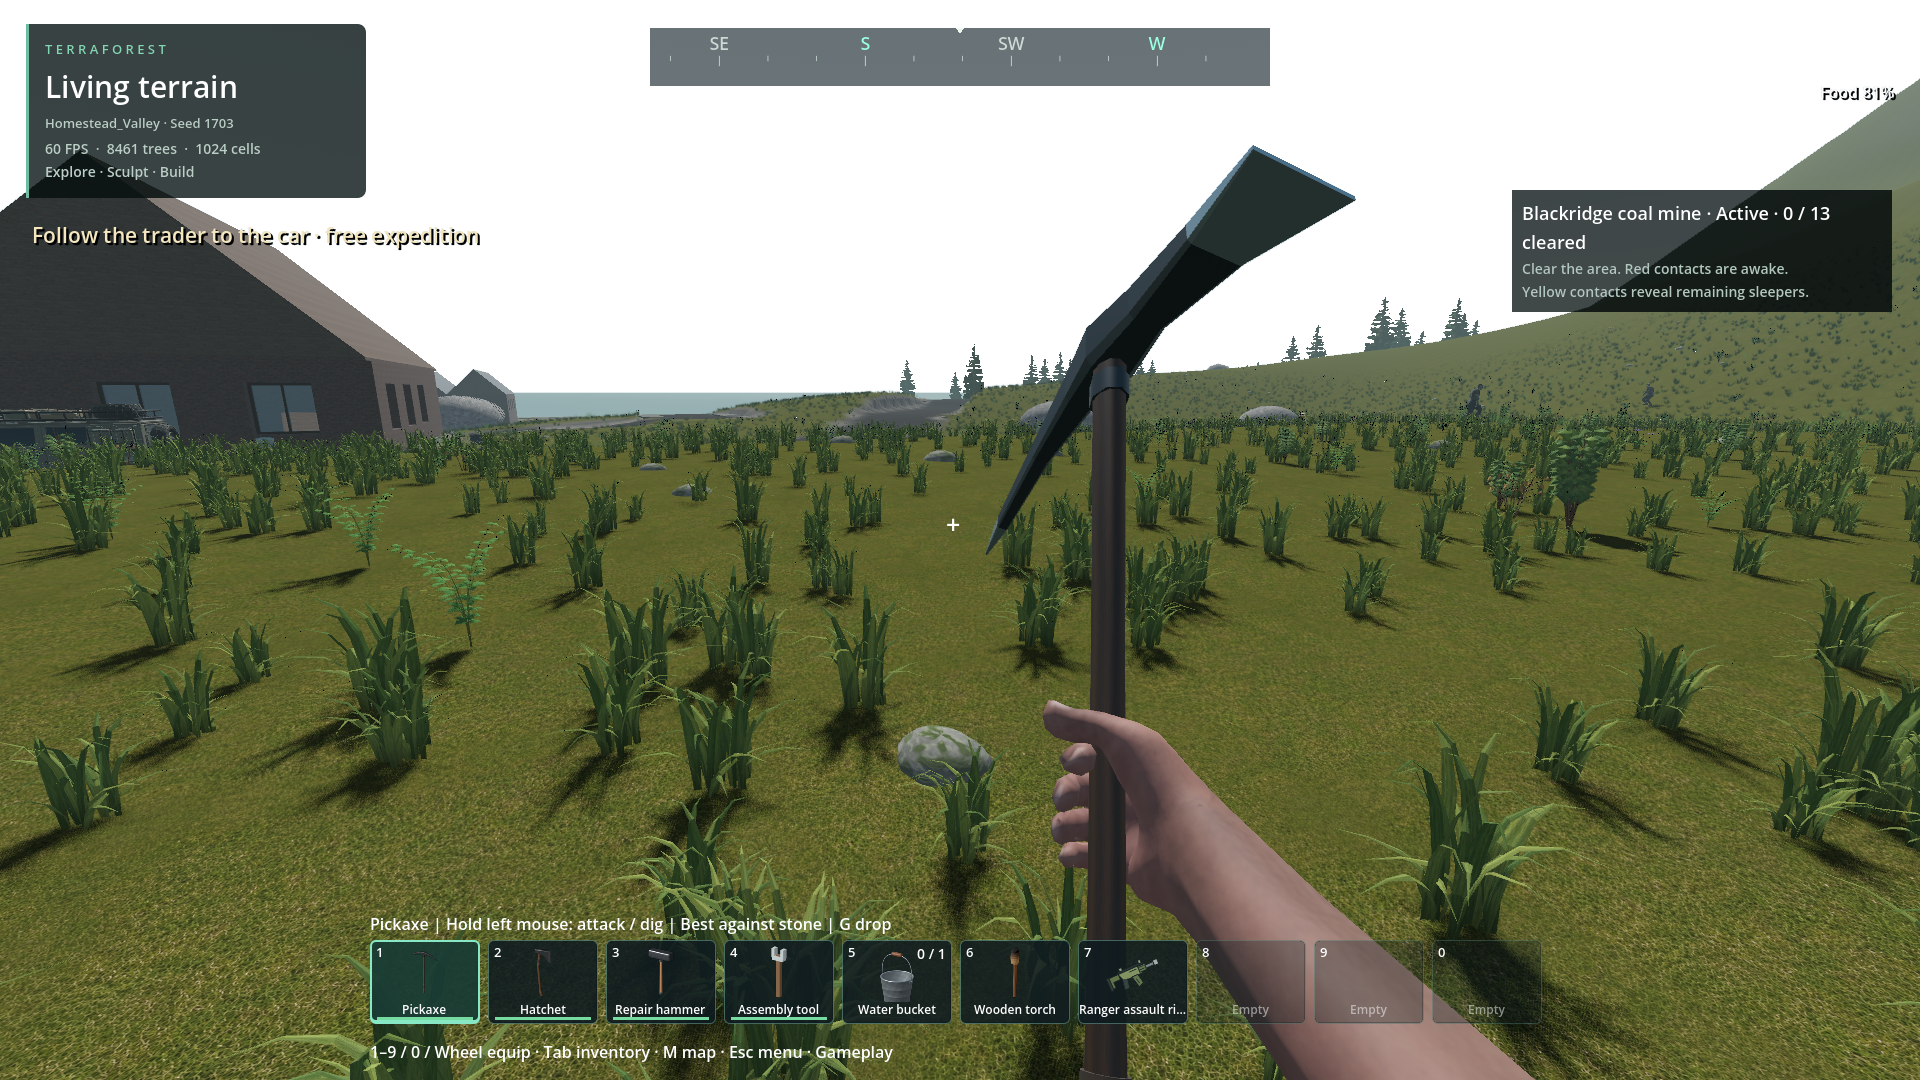 TERRAFOREST
Living terrain
Homestead_Valley · Seed 1703
60 FPS · 8461 trees · 1024 cells
Explore · Sculpt · Build
Follow the trader to the car · free expedition
SE S SW W
Food 81%
Blackridge coal mine · Active · 0 / 13
cleared
Clear the area. Red contacts are awake.
Yellow contacts reveal remaining sleepers.
Pickaxe | Hold left mouse: attack / dig | Best against stone | G drop
1 Pickaxe
2 Hatchet
3 Repair hammer
4 Assembly tool
5 0 / 1 Water bucket
6 Wooden torch
7 Ranger assault ri...
8 Empty
9 Empty
0 Empty
1–9 / 0 / Wheel equip · Tab inventory · M map · Esc menu · Gameplay